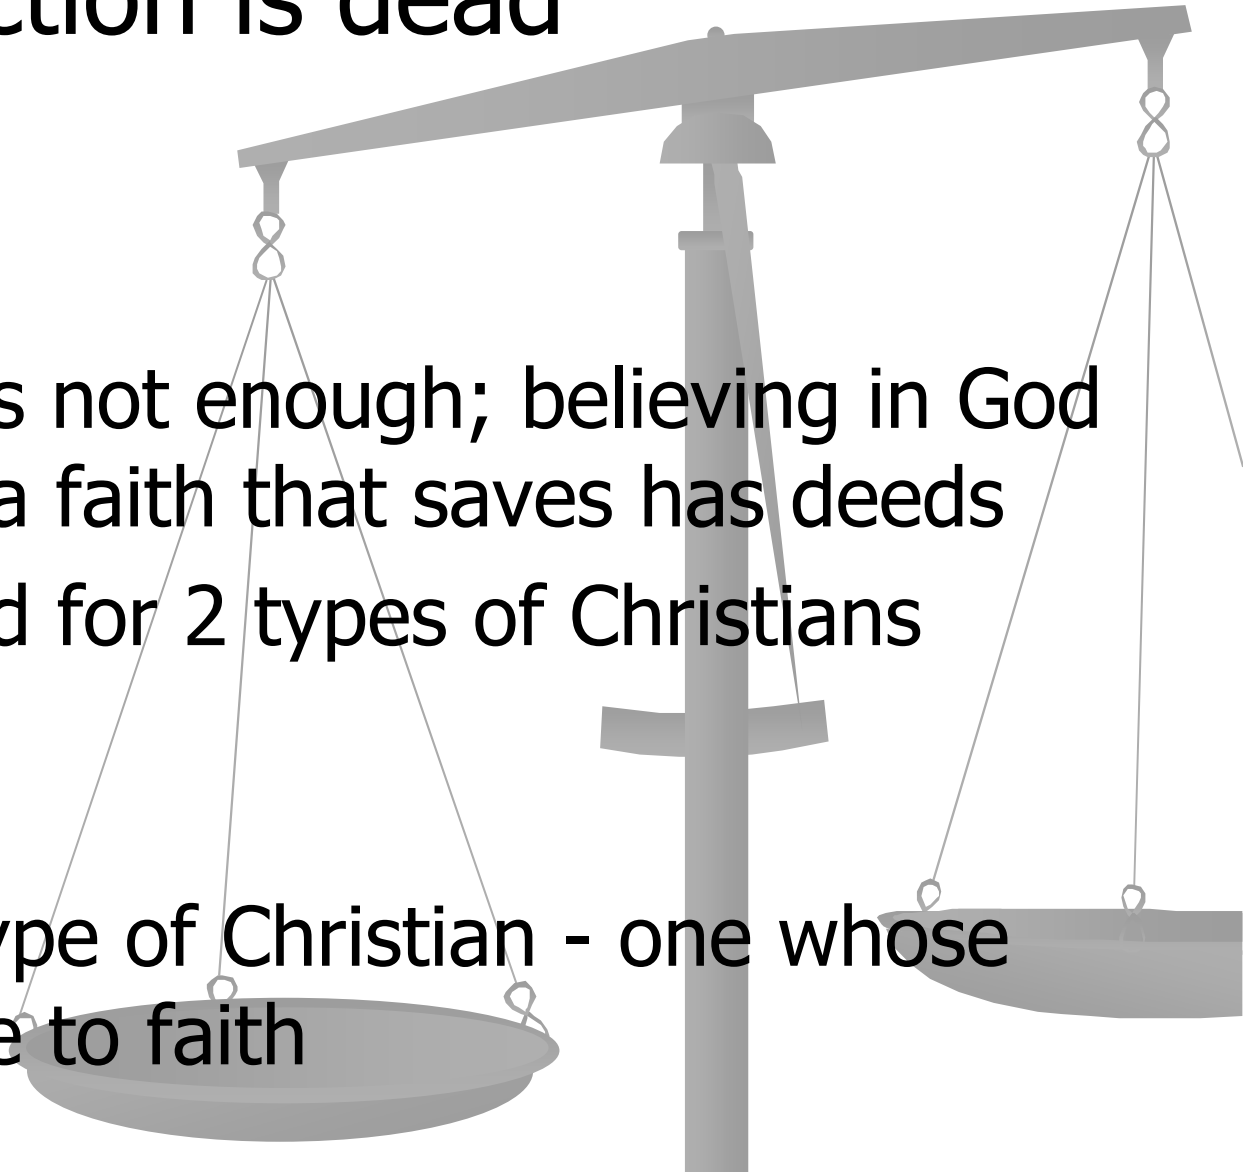 ction is dead
s not enough; believing in God
a faith that saves has deeds
d for 2 types of Christians
ype of Christian - one whose
e to faith